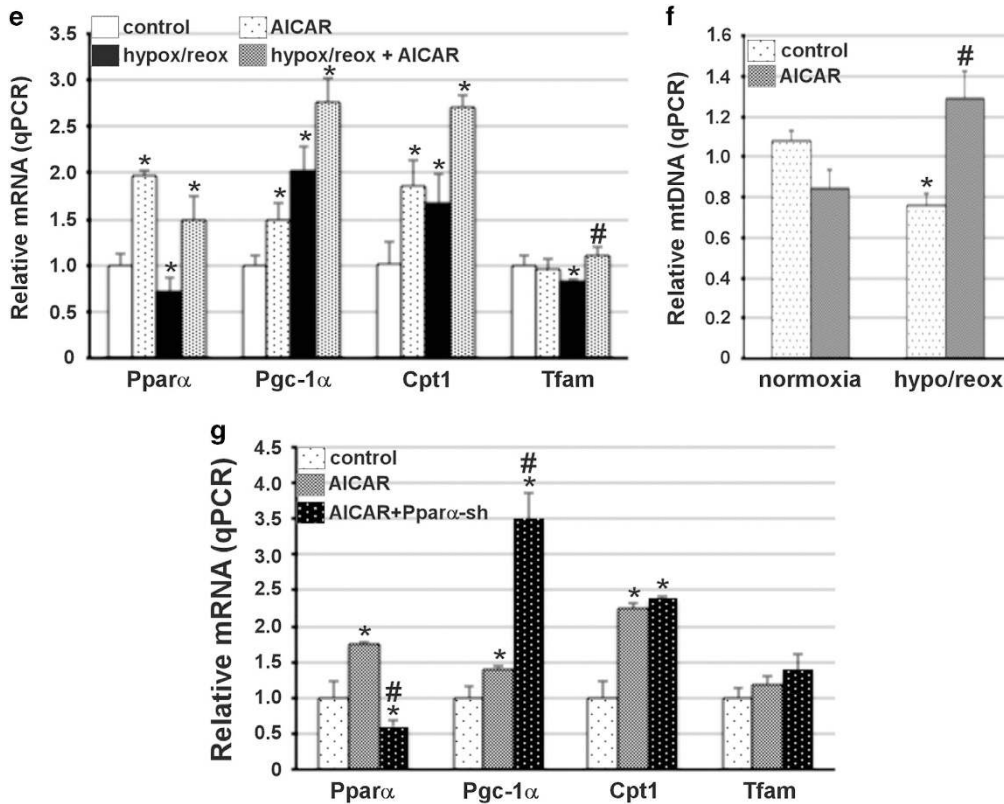 e
control AICAR
hypox/reox hypox/reox + AICAR
Relative mRNA (qPCR)
3.5
3.0
2.5
2.0
1.5
1.0
0.5
0
* * * * * * * * * * #
Pparα Pgc-1α Cpt1 Tfam
f
control
AICAR
Relative mtDNA (qPCR)
1.6
1.4
1.2
1.0
0.8
0.6
0.4
0.2
0
* #
normoxia hypo/reox
g
control
AICAR
AICAR+Pparα-sh
Relative mRNA (qPCR)
4.5
4.0
3.5
3.0
2.5
2.0
1.5
1.0
0.5
0
* # * * # * * *
Pparα Pgc-1α Cpt1 Tfam